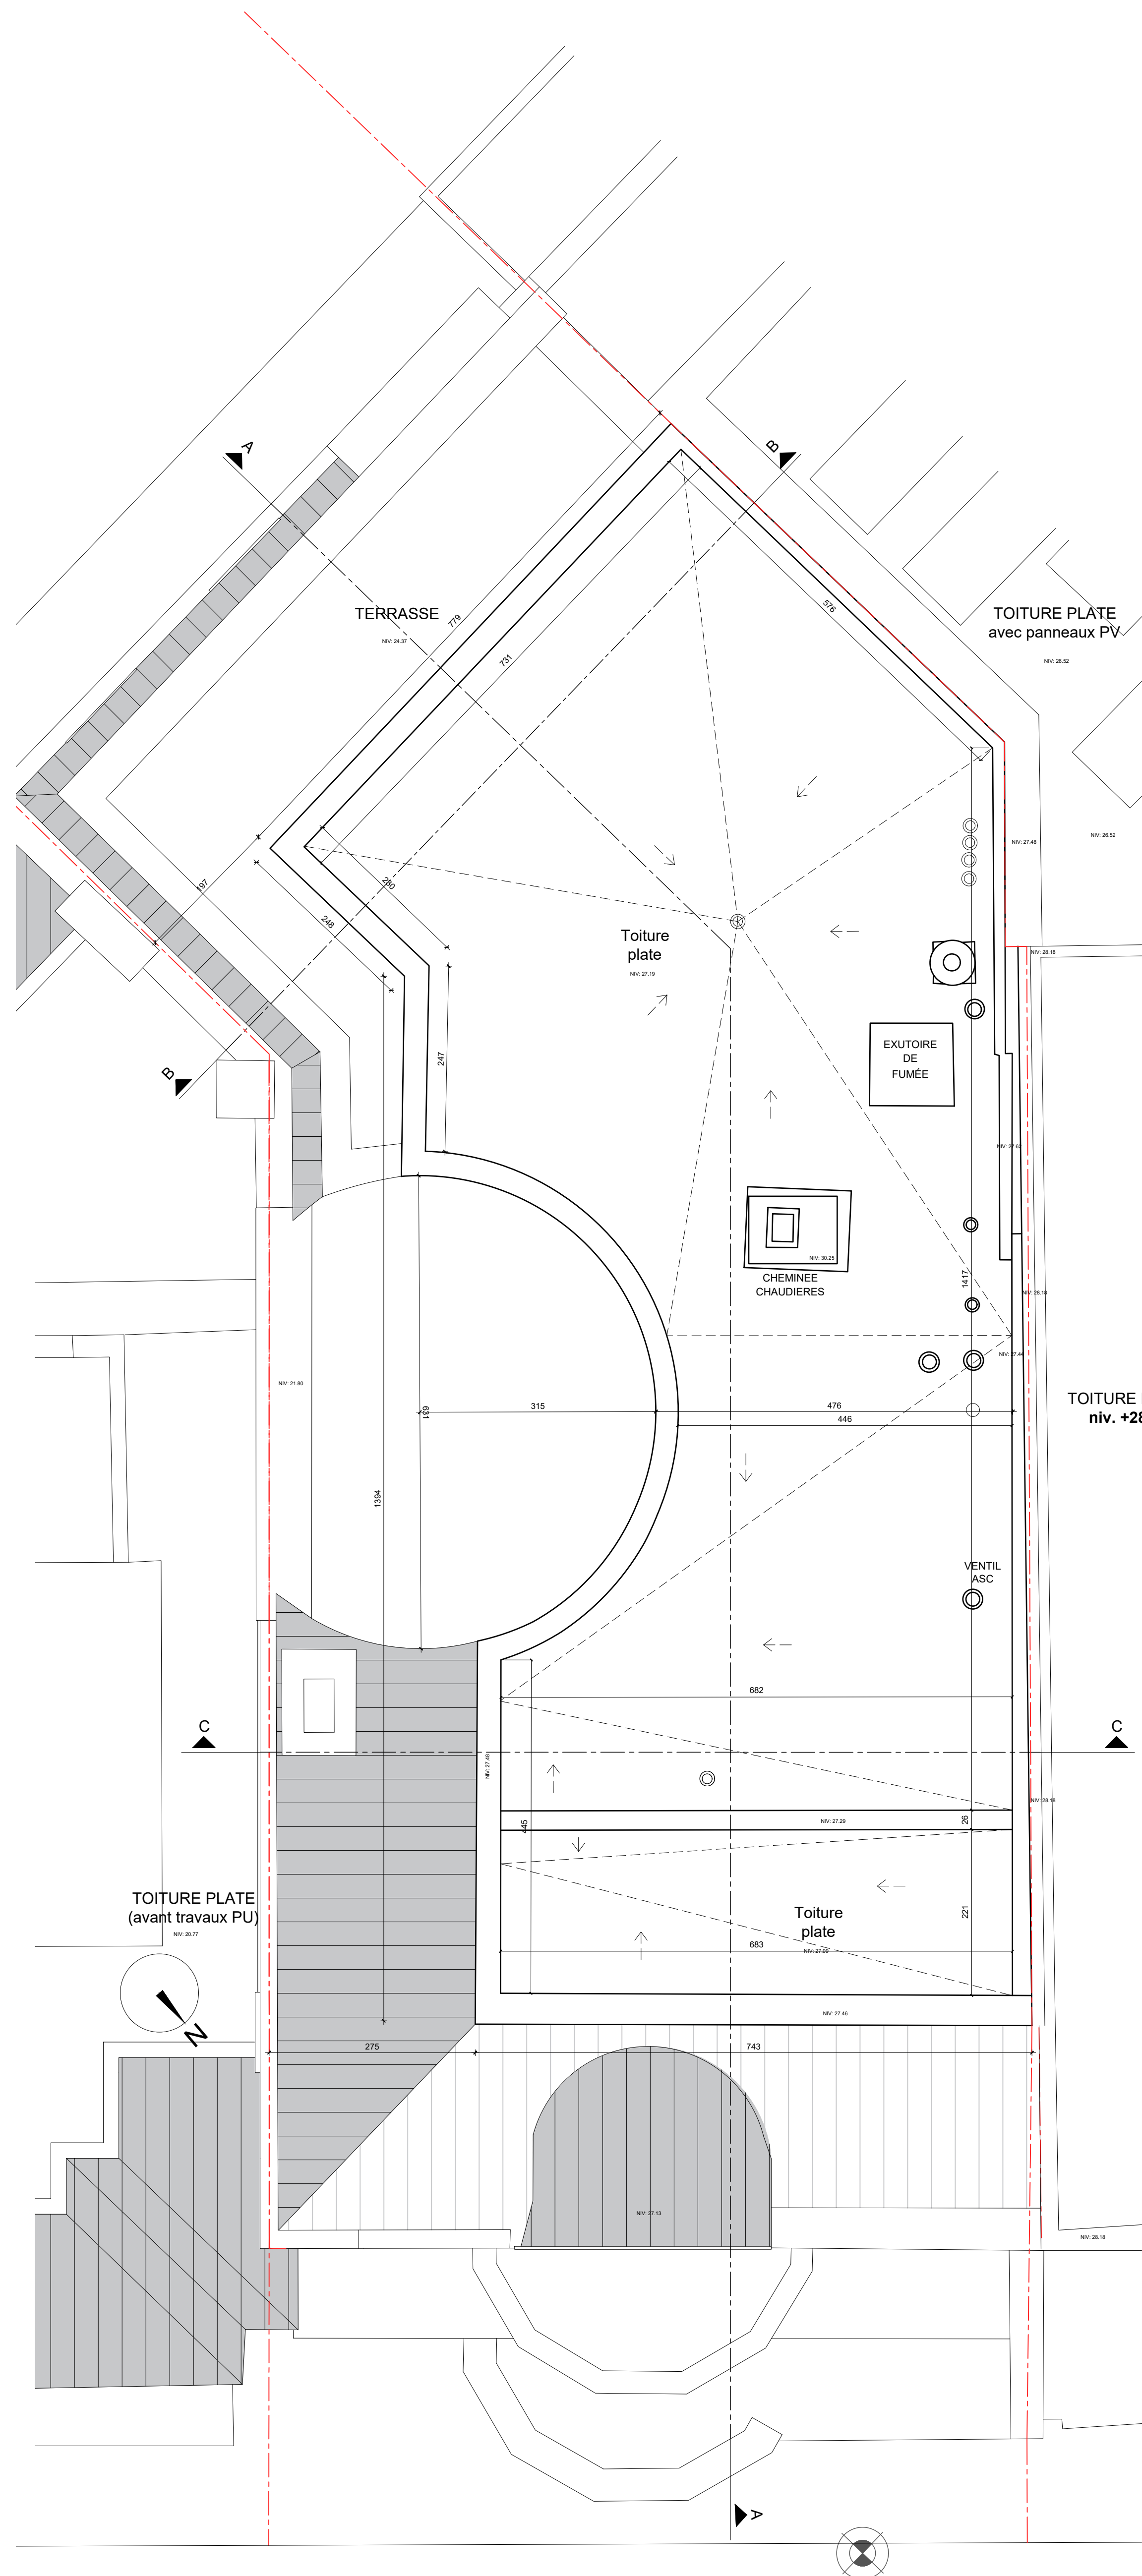 A
B
TERRASSE
NIV: 24.37
779
731
576
TOITURE PLATE
avec panneaux PV
NIV: 26.52
NIV: 26.52
NIV: 27.48
197
280
248
Toiture
plate
NIV: 27.19
NIV: 28.18
EXUTOIRE
DE
FUMÉE
247
B
NIV: 27.62
NIV: 30.25
CHEMINEE
CHAUDIERES
1417
NIV: 28.18
NIV: 27.44
NIV: 21.80
TOITURE
niv. +28
315
631
476
446
1394
VENTIL
ASC
682
C
C
NIV: 27.48
NIV: 28.18
445
NIV: 27.29
26
TOITURE PLATE
(avant travaux PU)
NIV: 20.77
Toiture
plate
221
683
N
NIV: 27.46
275
743
NIV: 27.13
NIV: 28.18
A